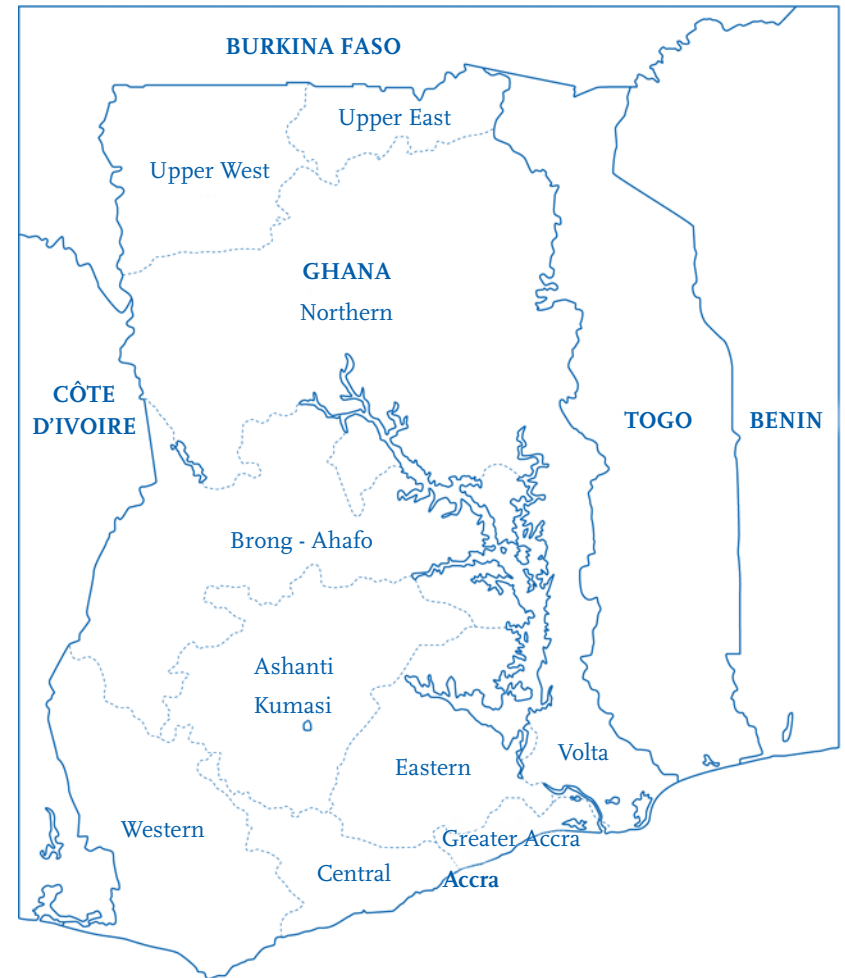 BURKINA FASO
Upper East
Upper West
GHANA
Northern
CÔTE
D'IVOIRE
TOGO
BENIN
Brong - Ahafo
Ashanti
Kumasi
Volta
Eastern
Western
Greater Accra
Central
Accra